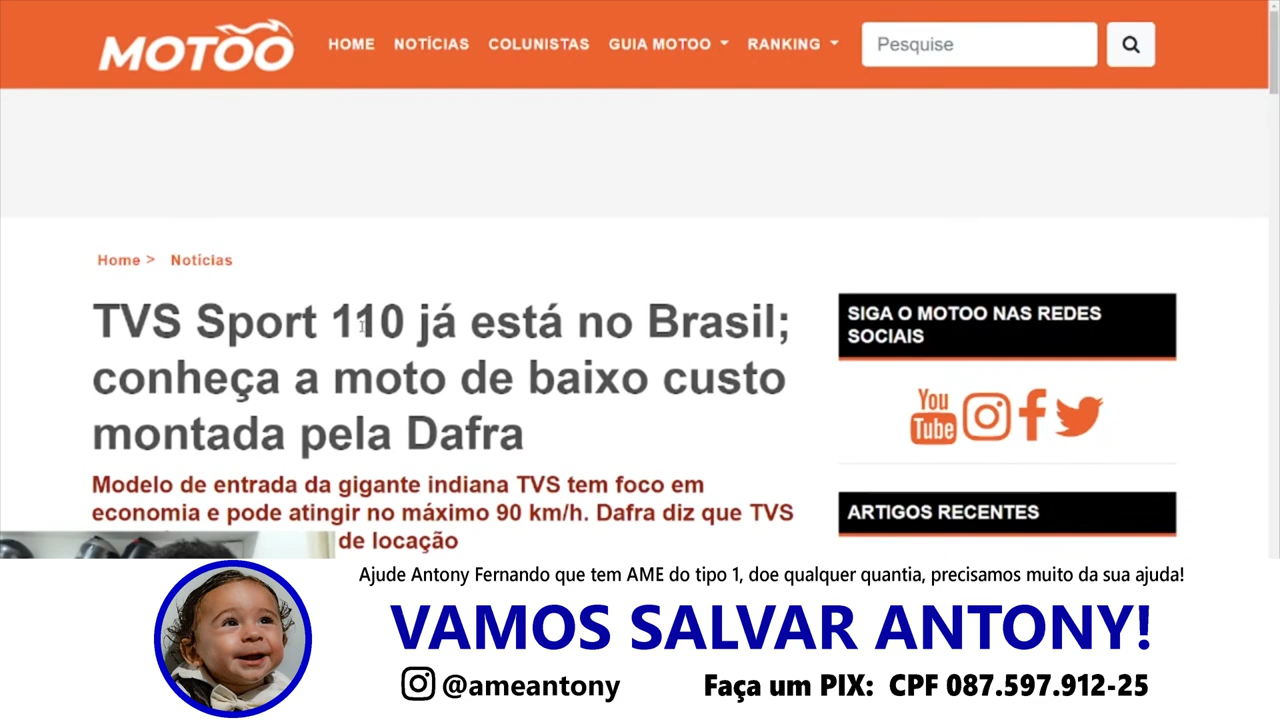 MOTOO
HOME NOTÍCIAS COLUNISTAS GUIA MOTOO RANKING Pesquise
Home > Notícias
TVS Sport 110 já está no Brasil;
conheça a moto de baixo custo
montada pela Dafra
Modelo de entrada da gigante indiana TVS tem foco em
economia e pode atingir no máximo 90 km/h. Dafra diz que TVS
de locação
SIGA O MOTOO NAS REDES
SOCIAIS
You
Tube
ARTIGOS RECENTES
Ajude Antony Fernando que tem AME do tipo 1, doe qualquer quantia, precisamos muito da sua ajuda!
VAMOS SALVAR ANTONY!
@ameantony Faça um PIX: CPF 087.597.912-25